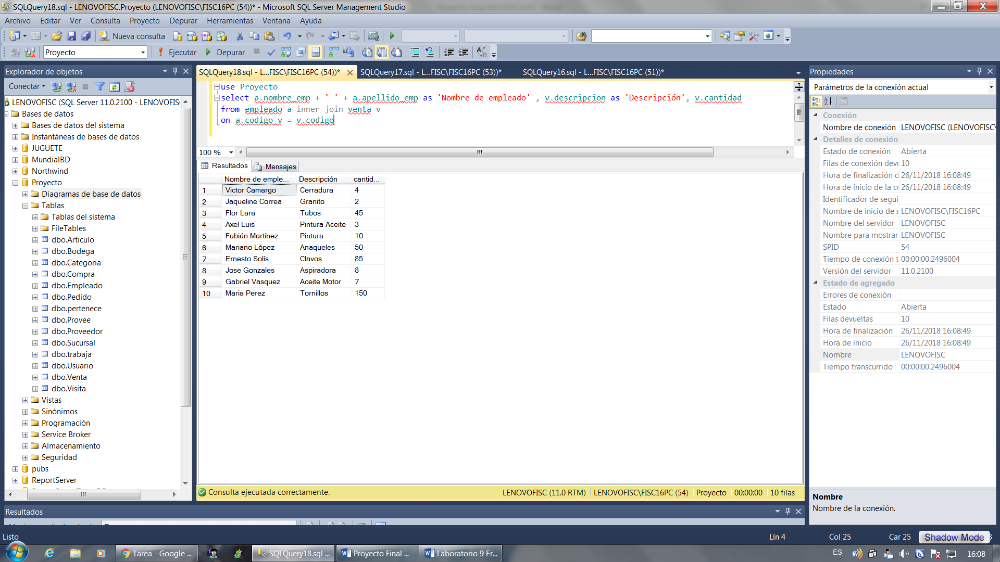 SQLQuery18.sql - LENOVOFISC.Proyecto (LENOVOFISC\FISC16PC (54))* - Microsoft SQL Server Management Studio
Archivo Editar Ver Consulta Proyecto Depurar Herramientas Ventana Ayuda
Nueva consulta
Proyecto Ejecutar Depurar
Explorador de objetos
Conectar
LENOVOFISC (SQL Server 11.0.2100 - LENOVOFIS
Bases de datos
Bases de datos del sistema
Instantáneas de bases de datos
JUGUETE
MundialBD
Northwind
Proyecto
Diagramas de base de datos
Tablas
Tablas del sistema
FileTables
dbo.Articulo
dbo.Bodega
dbo.Categoria
dbo.Compra
dbo.Empleado
dbo.Pedido
dbo.pertenece
dbo.Provee
dbo.Proveedor
dbo.Sucursal
dbo.trabaja
dbo.Usuario
dbo.Venta
dbo.Visita
Vistas
Sinónimos
Programación
Service Broker
Almacenamiento
Seguridad
pubs
ReportServer
SQLQuery18.sql - L...FISC\FISC16PC (54))* SQLQuery17.sql - L...FISC\FISC16PC (53))* SQLQuery16.sql - L...FISC\FISC16PC (51))*
use Proyecto
select a.nombre_emp + ' ' + a.apellido_emp as 'Nombre de empleado' , v.descripcion as 'Descripción', v.cantidad
from empleado a inner join venta v
on a.codigo_v = v.codigo
100 %
Resultados Mensajes
Nombre de emple... Descripción cantid...
1 Victor Camargo Cerradura 4
2 Jaqueline Correa Granito 2
3 Flor Lara Tubos 45
4 Axel Luis Pintura Aceite 3
5 Fabián Martínez Pintura 10
6 Mariano López Anaqueles 50
7 Ernesto Solís Clavos 85
8 Jose Gonzales Aspiradora 8
9 Gabriel Vasquez Aceite Motor 7
10 Maria Perez Tornillos 150
Consulta ejecutada correctamente. LENOVOFISC (11.0 RTM) LENOVOFISC\FISC16PC (54) Proyecto 00:00:00 10 filas
Propiedades
Parámetros de la conexión actual
Conexión
Nombre de conexión LENOVOFISC (LENOVOFISC\
Detalles de conexión
Estado de conexión Abierta
Filas de conexión devu 10
Hora de finalización d 26/11/2018 16:08:49
Hora de inicio de la co 26/11/2018 16:08:49
Identificador de segui
Nombre de inicio de s LENOVOFISC\FISC16PC
Nombre del servidor LENOVOFISC
Nombre para mostrar LENOVOFISC
SPID 54
Tiempo de conexión t 00:00:00.2496004
Versión del servidor 11.0.2100
Estado de agregado
Errores de conexión
Estado Abierta
Filas devueltas 10
Hora de finalización 26/11/2018 16:08:49
Hora de inicio 26/11/2018 16:08:49
Nombre LENOVOFISC
Tiempo transcurrido 00:00:00.2496004
Nombre
Nombre de la conexión.
Resultados
Listo Lín 4 Col 25 Car 25 Shadow Mode
Tarea - Google ... SQLQuery18.sql ... Proyecto Final ... Laboratorio 9 Er... ES 16:08